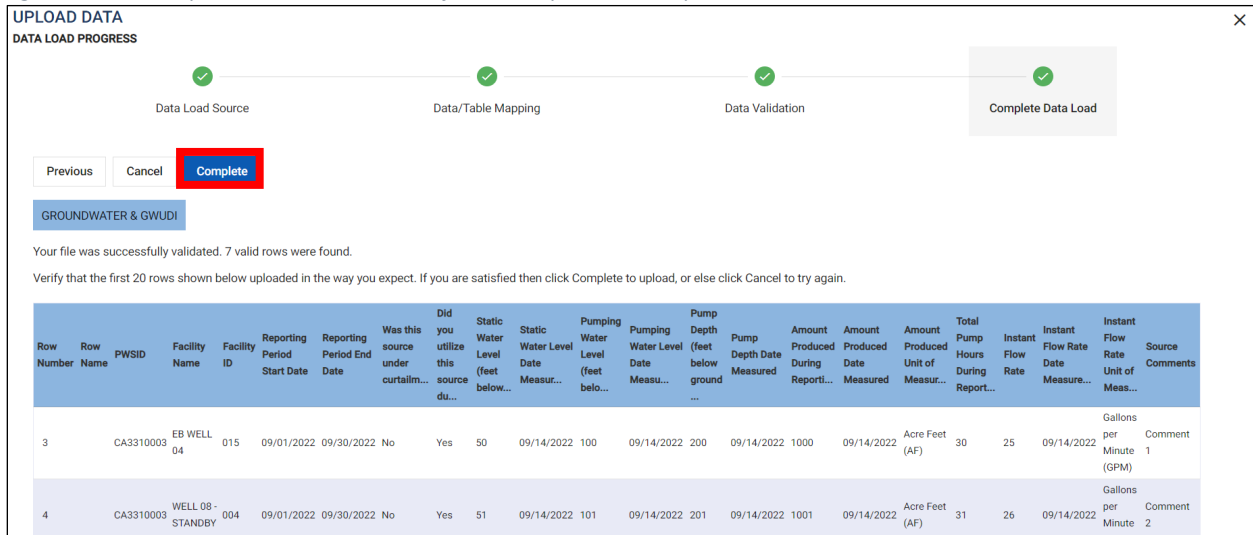 UPLOAD DATA
DATA LOAD PROGRESS
Data Load Source
Data/Table Mapping
Data Validation
Complete Data Load
Previous Cancel Complete
GROUNDWATER & GWUDI
Your file was successfully validated. 7 valid rows were found.
Verify that the first 20 rows shown below uploaded in the way you expect. If you are satisfied then click Complete to upload, or else click Cancel to try again.
Row Number
Row Name
PWSID
Facility Name
Facility ID
Reporting Period Start Date
Reporting Period End Date
Was this source under curtailm...
Did you utilize this source du...
Static Water Level (feet below...
Static Water Level Date Measur...
Pumping Water Level (feet belo...
Pumping Water Level Date Measu...
Pump Depth (feet below ground ...
Pump Depth Date Measured
Amount Produced During Reporti...
Amount Produced Date Measured
Amount Produced Unit of Measur...
Total Pump Hours During Report...
Instant Flow Rate
Instant Flow Rate Date Measure...
Instant Flow Rate Unit of Meas...
Source Comments
3 CA3310003 EB WELL 04 015 09/01/2022 09/30/2022 No Yes 50 09/14/2022 100 09/14/2022 200 09/14/2022 1000 09/14/2022 Acre Feet (AF) 30 25 09/14/2022 Gallons per Minute (GPM) Comment 1
4 CA3310003 WELL 08 - STANDBY 004 09/01/2022 09/30/2022 No Yes 51 09/14/2022 101 09/14/2022 201 09/14/2022 1001 09/14/2022 Acre Feet (AF) 31 26 09/14/2022 Gallons per Minute Comment 2